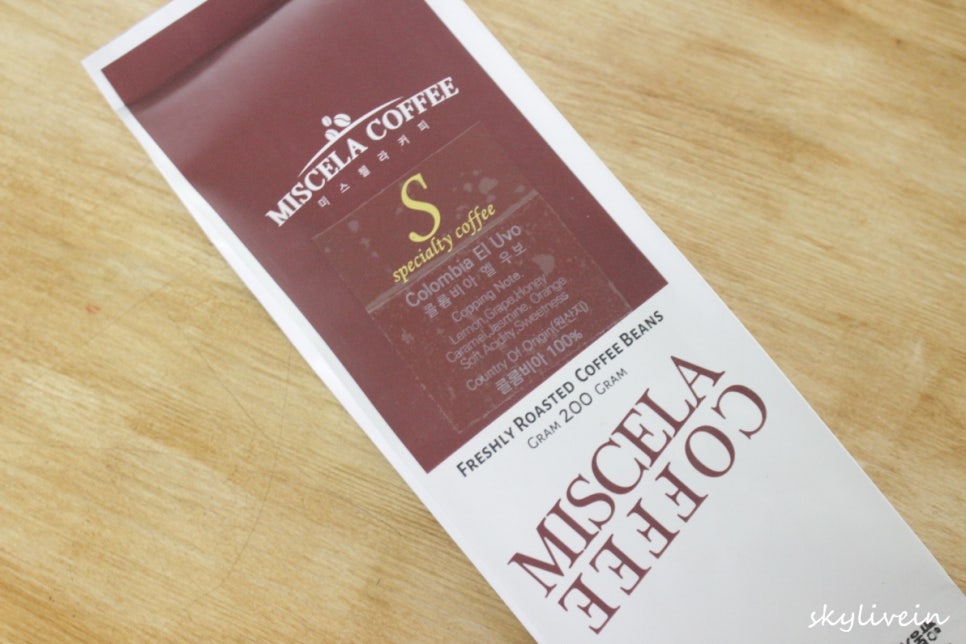 MISCELA COFFEE
미스첼라커피
S
specialty coffee
Colombia El Uvo
콜롬비아 엘 우보
Copping Note.
Lemon,Grape,Honey
Caramel,Jasmine, Orange
Soft Acidity,Sweetness
Country Of Origin(원산지)
콜롬비아 100%
FRESHLY ROASTED COFFEE BEANS
GRAM 200 GRAM
MISCELA
COFFEE
skylivein